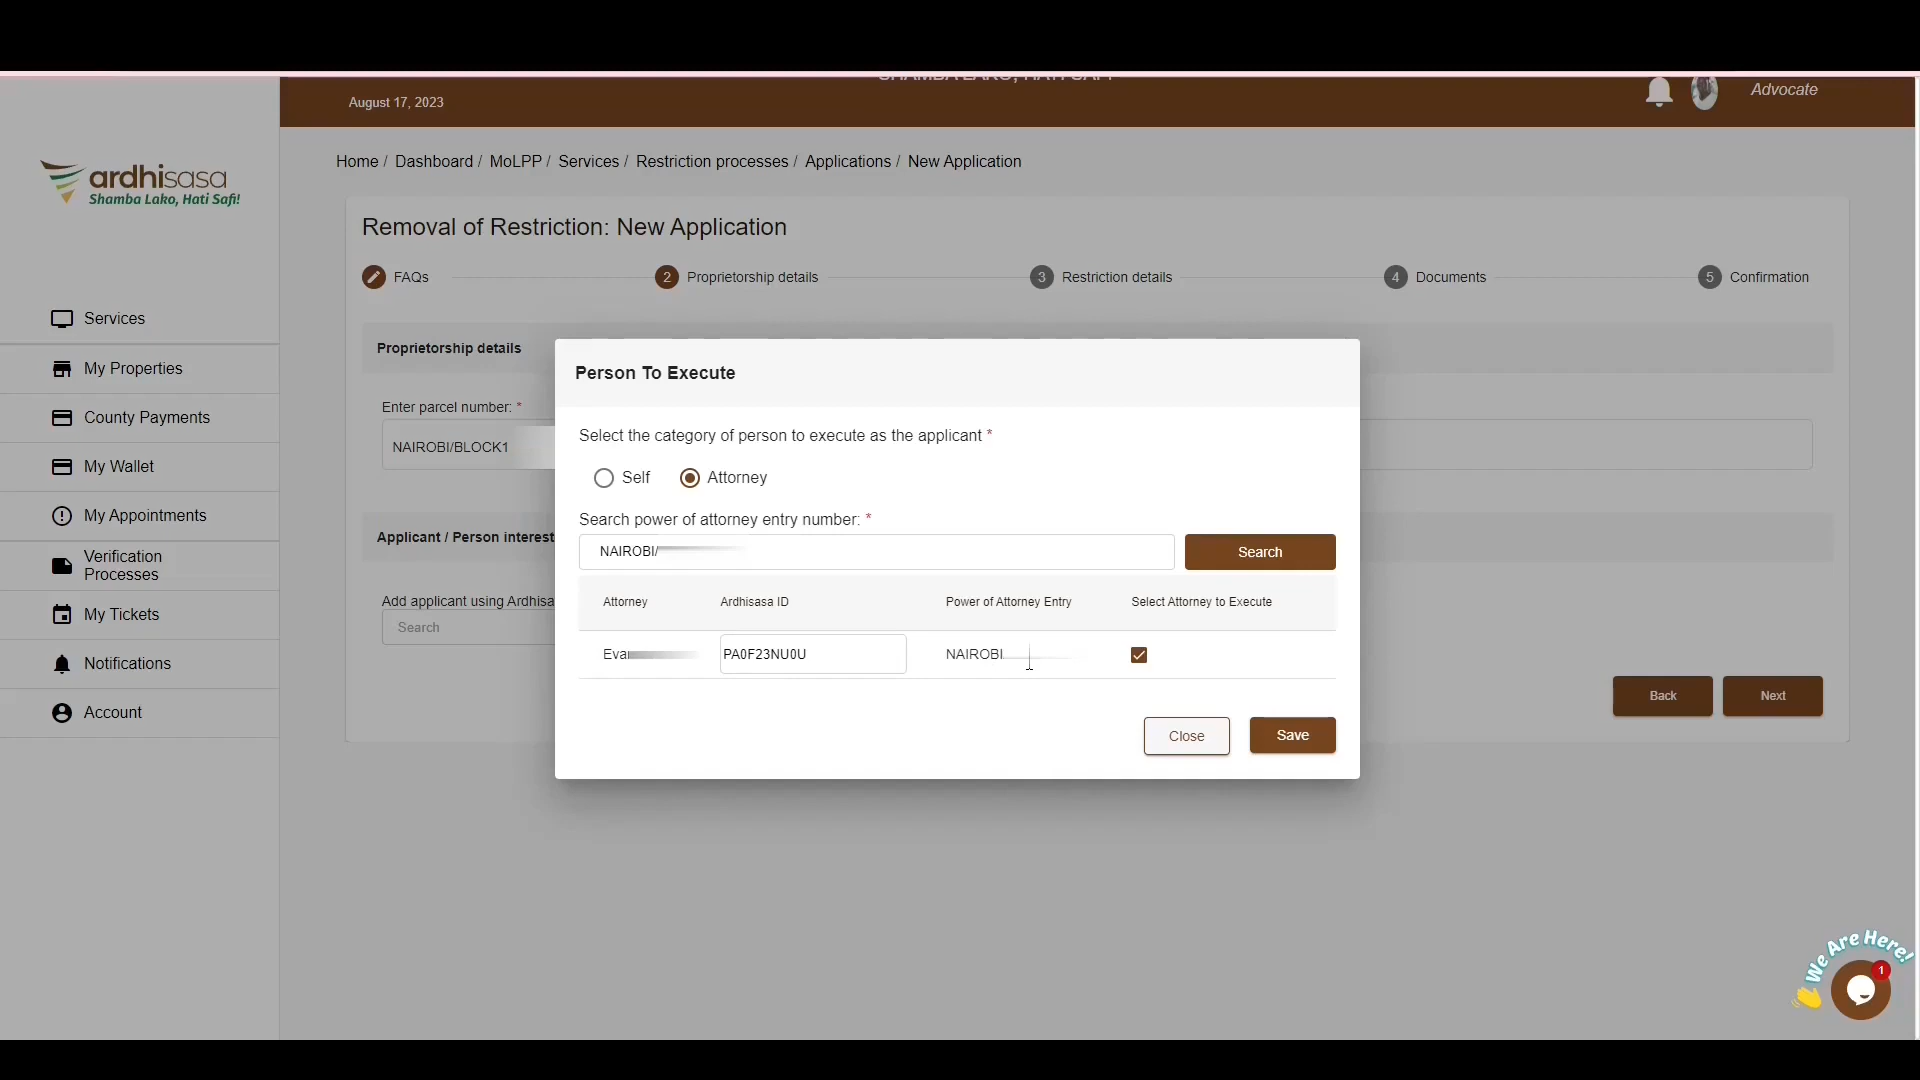 SHAMBA LAKO, HATI SAFI
August 17, 2023
Advocate
ardhisasa
Shamba Lako, Hati Safi!
Home / Dashboard / MoLPP / Services / Restriction processes / Applications / New Application
Removal of Restriction: New Application
FAQs
2 Proprietorship details
3 Restriction details
4 Documents
5 Confirmation
Services
My Properties
County Payments
My Wallet
My Appointments
Verification
Processes
My Tickets
Notifications
Account
Proprietorship details
Enter parcel number: *
NAIROBI/BLOCK1
Applicant / Person interest
Add applicant using Ardhisa
Search
Back
Next
Person To Execute
Select the category of person to execute as the applicant *
Self
Attorney
Search power of attorney entry number: *
NAIROBI/
Search
Attorney
Ardhisasa ID
Power of Attorney Entry
Select Attorney to Execute
Eva
PA0F23NU0U
NAIROBI
Close
Save
We Are Here!
1